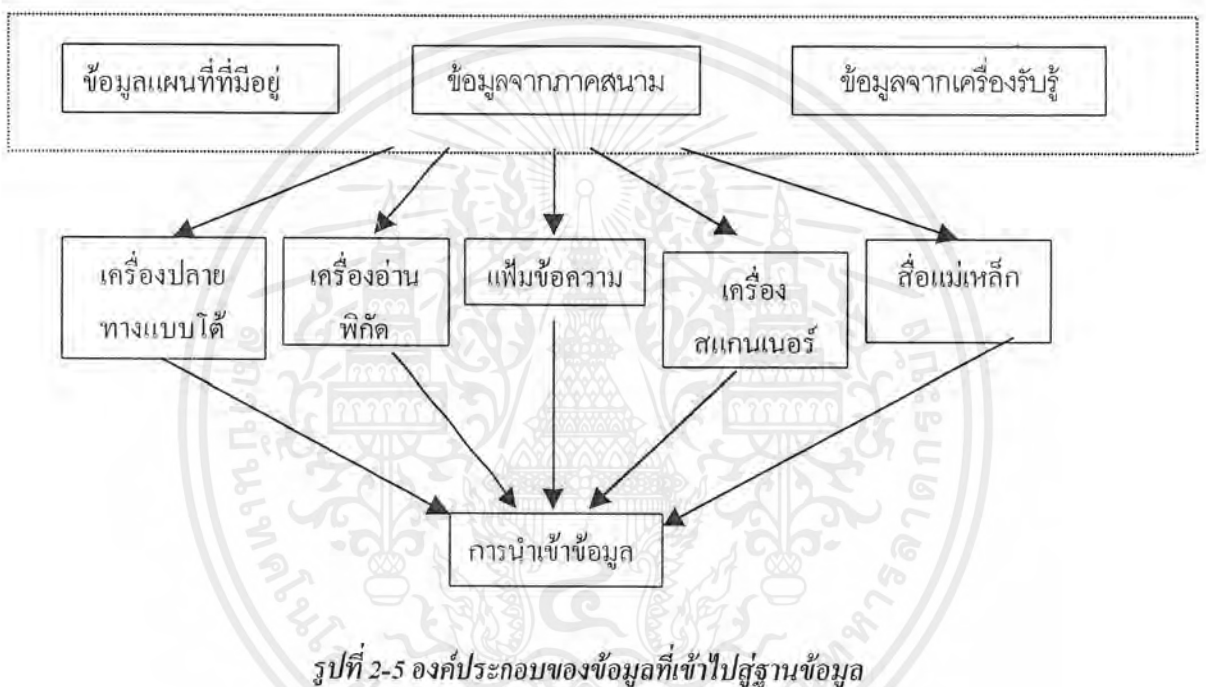 ข้อมูลแผนที่ที่มีอยู่
ข้อมูลจากภาคสนาม
ข้อมูลจากเครื่องรับรู้
เครื่องปลาย
ทางแบบโต้
เครื่องอ่าน
พิกัด
แฟ้มข้อความ
เครื่อง
สแกนเนอร์
สื่อแม่เหล็ก
การนำเข้าข้อมูล
รูปที่ 2-5 องค์ประกอบของข้อมูลที่เข้าไปสู่ฐานข้อมูล